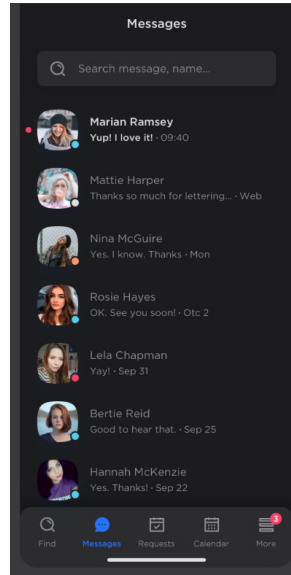 Messages
Search message, name...
Marian Ramsey
Yup! I love it! · 09:40
Mattie Harper
Thanks so much for lettering... · Web
Nina McGuire
Yes. I know. Thanks · Mon
Rosie Hayes
OK. See you soon! · Otc 2
Lela Chapman
Yay! · Sep 31
Bertie Reid
Good to hear that. · Sep 25
Hannah McKenzie
Yes. Thanks! · Sep 22
3
Find Messages Requests Calendar More